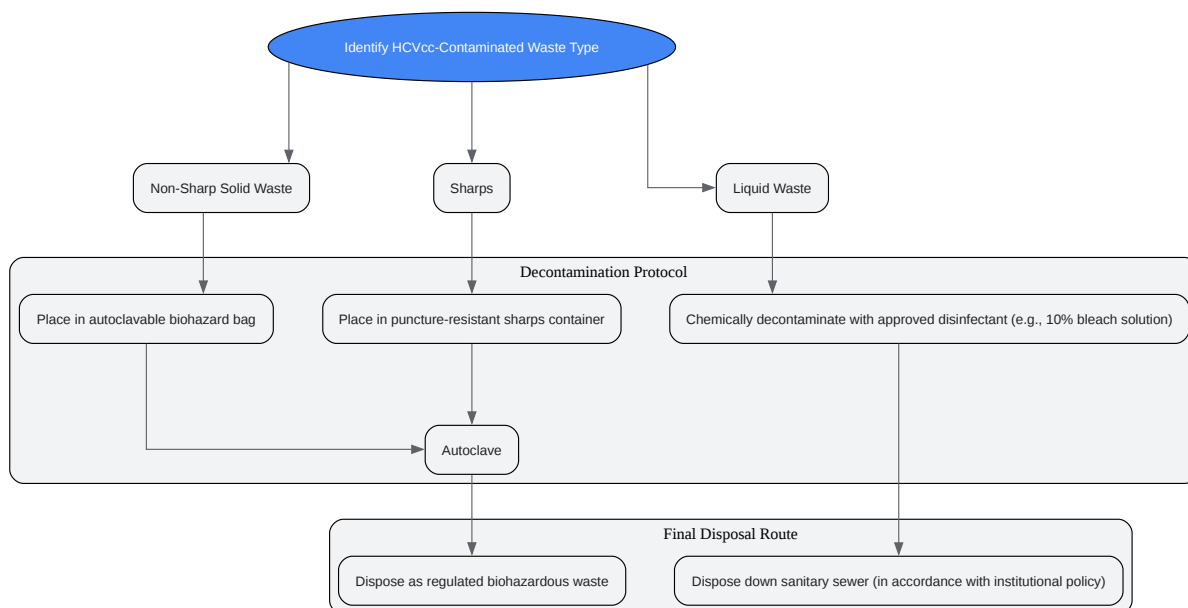 Identify HCVcc-Contaminated Waste Type
Non-Sharp Solid Waste
Sharps
Liquid Waste
Decontamination Protocol
Place in autoclavable biohazard bag
Place in puncture-resistant sharps container
Chemically decontaminate with approved disinfectant (e.g., 10% bleach solution)
Autoclave
Final Disposal Route
Dispose as regulated biohazardous waste
Dispose down sanitary sewer (in accordance with institutional policy)